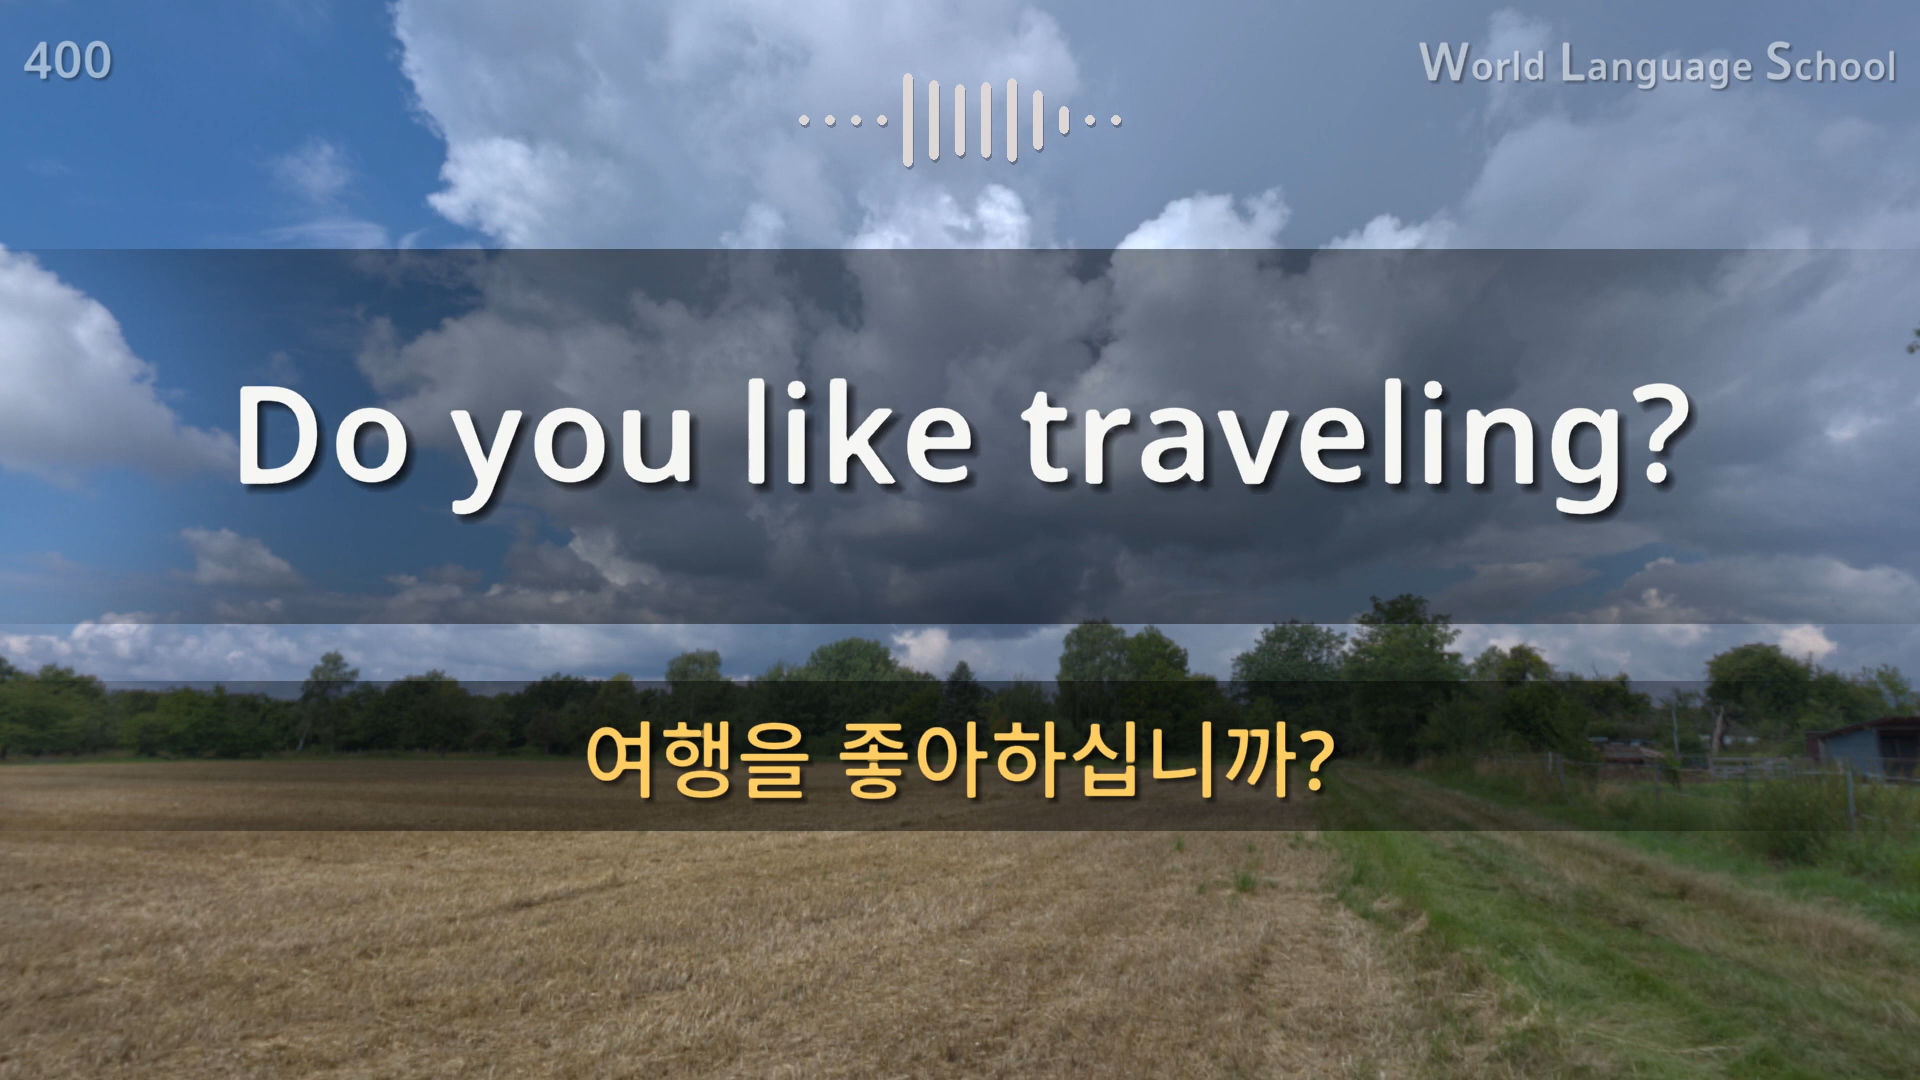 400
World Language School
Do you like traveling?
여행을 좋아하십니까?